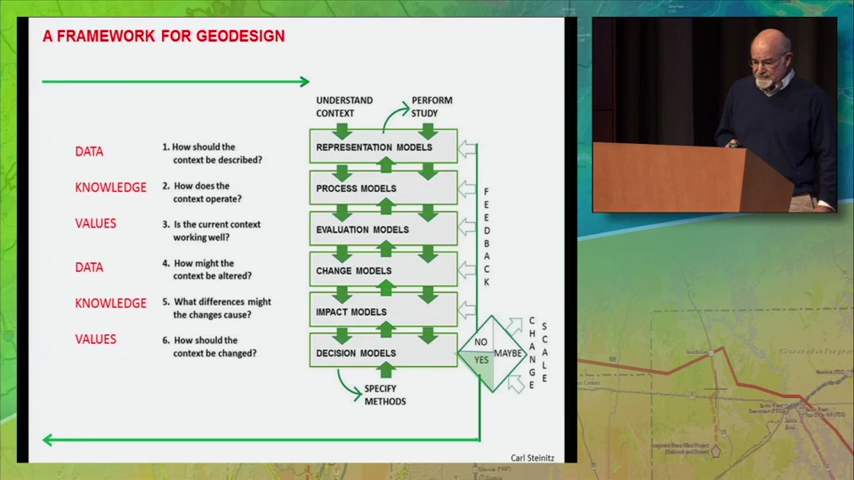 A FRAMEWORK FOR GEODESIGN
UNDERSTAND
CONTEXT
PERFORM
STUDY
DATA
1. How should the
context be described?
REPRESENTATION MODELS
KNOWLEDGE
2. How does the
context operate?
PROCESS MODELS
VALUES
3. Is the current context
working well?
EVALUATION MODELS
DATA
4. How might the
context be altered?
CHANGE MODELS
KNOWLEDGE
5. What differences might
the changes cause?
IMPACT MODELS
VALUES
6. How should the
context be changed?
DECISION MODELS
FEEDBACK
NO
YES
MAYBE
CHANGE
SCALE
SPECIFY
METHODS
Carl Steinitz
Guadalupe